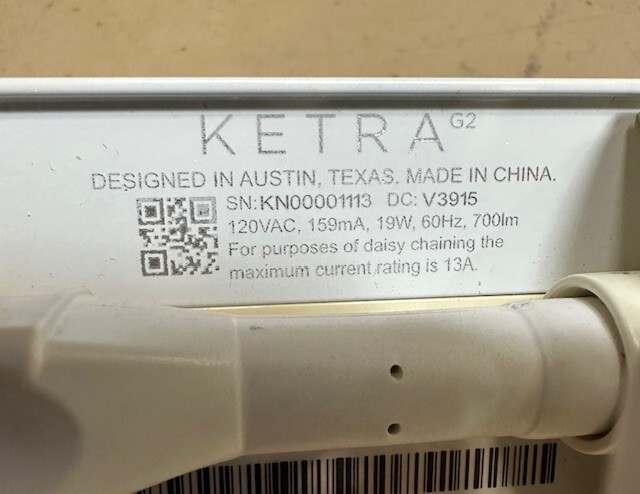 KETRA G2
DESIGNED IN AUSTIN, TEXAS. MADE IN CHINA.
SN:KN00001113 DC: V3915
120VAC, 159mA, 19W, 60Hz, 700lm
For purposes of daisy chaining the
maximum current rating is 13A.